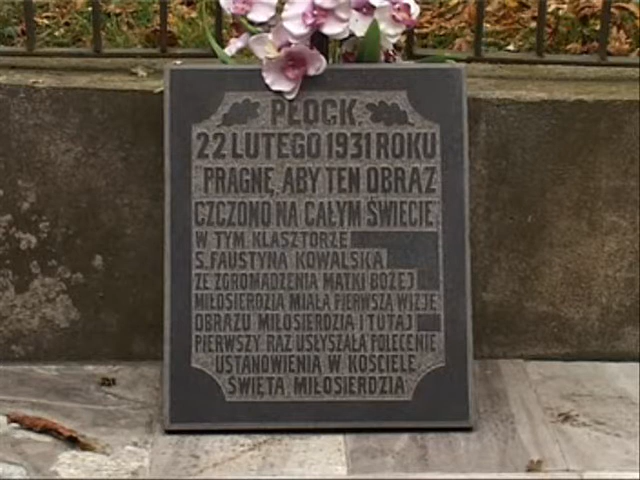 PŁOCK.
22 LUTEGO 1931 ROKU
"PRAGNĘ, ABY TEN OBRAZ
CZCZONO NA CAŁYM ŚWIECIE"
W TYM KLASZTORZE
S. FAUSTYNA KOWALSKA
ZE ZGROMADZENIA MATKI BOŻEJ
MIŁOSIERDZIA MIAŁA PIERWSZĄ WIZJĘ
OBRAZU MIŁOSIERDZIA I TUTAJ
PIERWSZY RAZ USŁYSZAŁA POLECENIE
USTANOWIENIA W KOŚCIELE
ŚWIĘTA MIŁOSIERDZIA